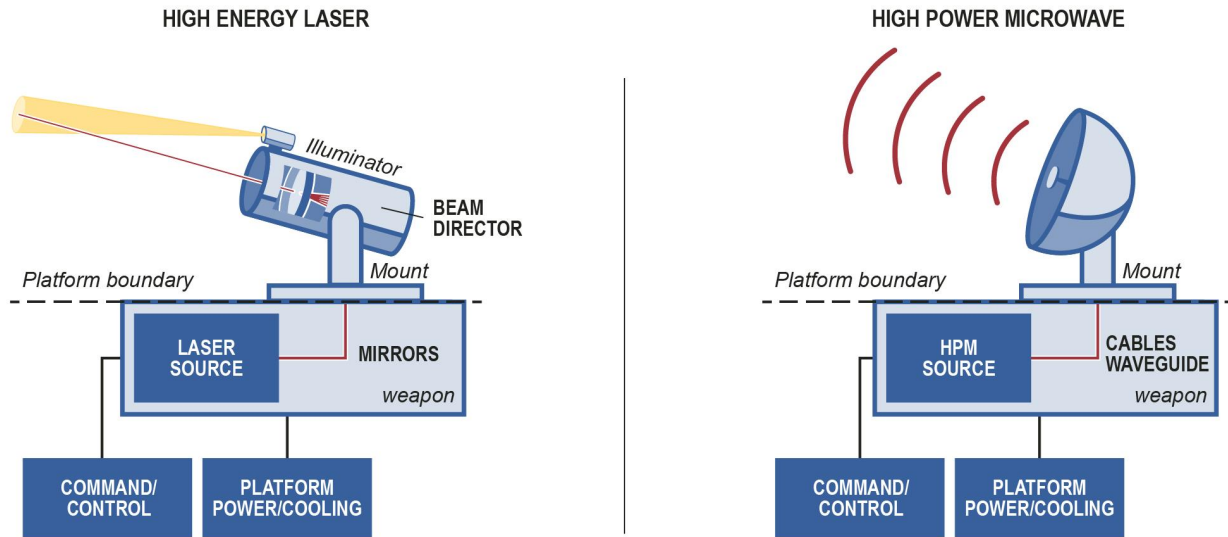 HIGH ENERGY LASER
Illuminator
BEAM
DIRECTOR
Platform boundary
Mount
LASER
SOURCE
MIRRORS
weapon
COMMAND/
CONTROL
PLATFORM
POWER/COOLING
HIGH POWER MICROWAVE
Platform boundary
Mount
HPM
SOURCE
CABLES
WAVEGUIDE
weapon
COMMAND/
CONTROL
PLATFORM
POWER/COOLING